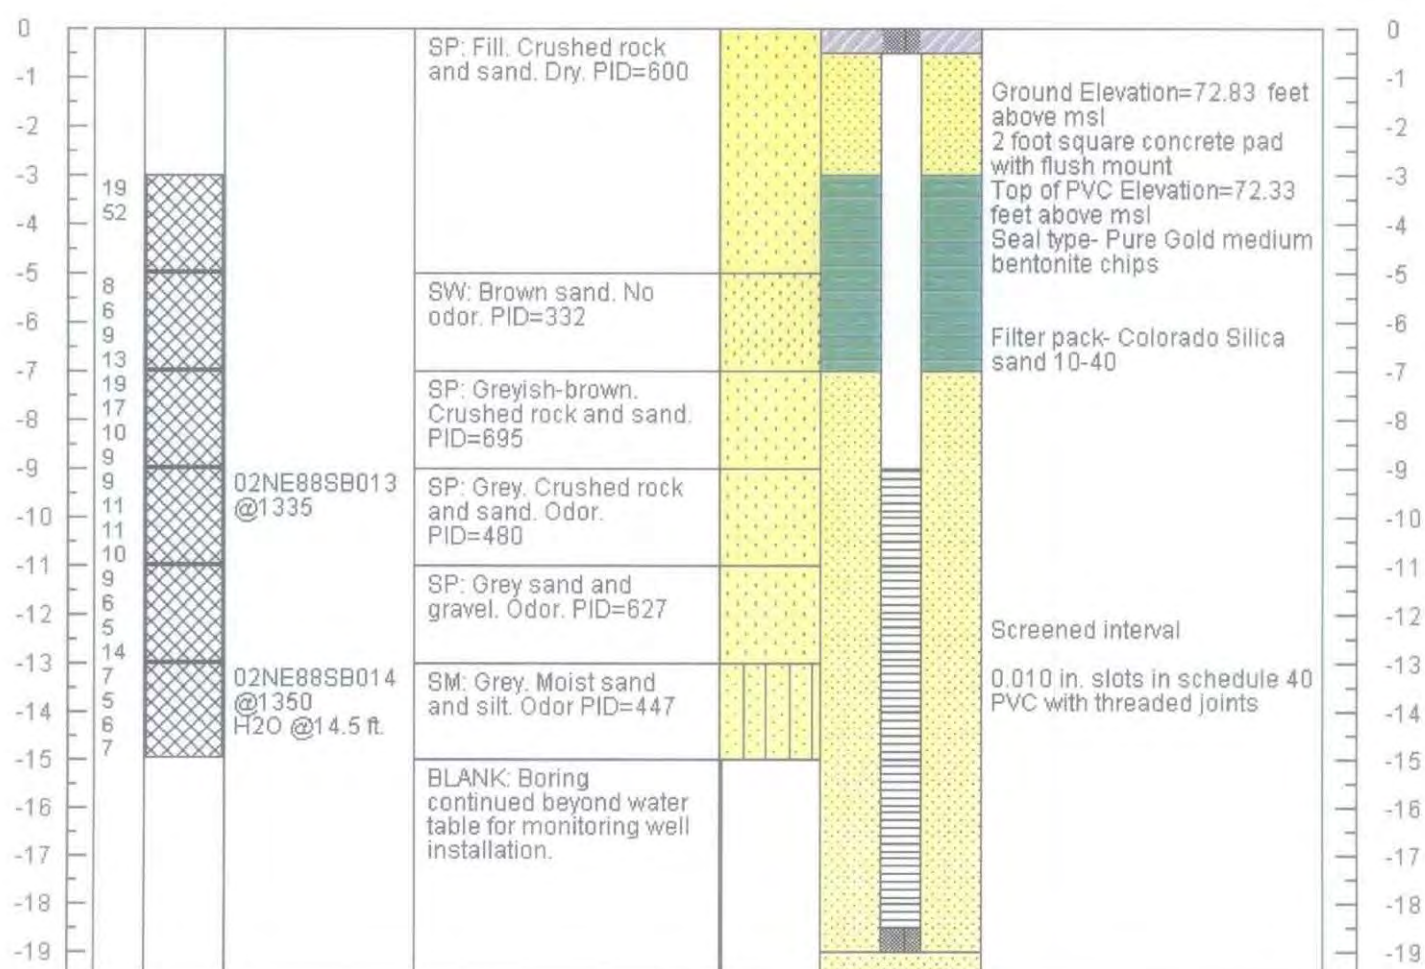 0
-1
-2
-3
-4
-5
-6
-7
-8
-9
-10
-11
-12
-13
-14
-15
-16
-17
-18
-19
19
52
8
6
9
13
19
17
10
9
9
11
11
10
9
6
5
14
7
5
6
7
02NE88SB013
@1335
02NE88SB014
@1350
H2O @14.5 ft.
SP: Fill. Crushed rock
and sand. Dry. PID=600
SW: Brown sand. No
odor. PID=332
SP: Greyish-brown.
Crushed rock and sand.
PID=695
SP: Grey. Crushed rock
and sand. Odor.
PID=480
SP: Grey sand and
gravel. Odor. PID=627
SM: Grey. Moist sand
and silt. Odor PID=447
BLANK: Boring
continued beyond water
table for monitoring well
installation.
Ground Elevation=72.83 feet
above msl
2 foot square concrete pad
with flush mount
Top of PVC Elevation=72.33
feet above msl
Seal type- Pure Gold medium
bentonite chips
Filter pack- Colorado Silica
sand 10-40
Screened interval
0.010 in. slots in schedule 40
PVC with threaded joints
0
-1
-2
-3
-4
-5
-6
-7
-8
-9
-10
-11
-12
-13
-14
-15
-16
-17
-18
-19